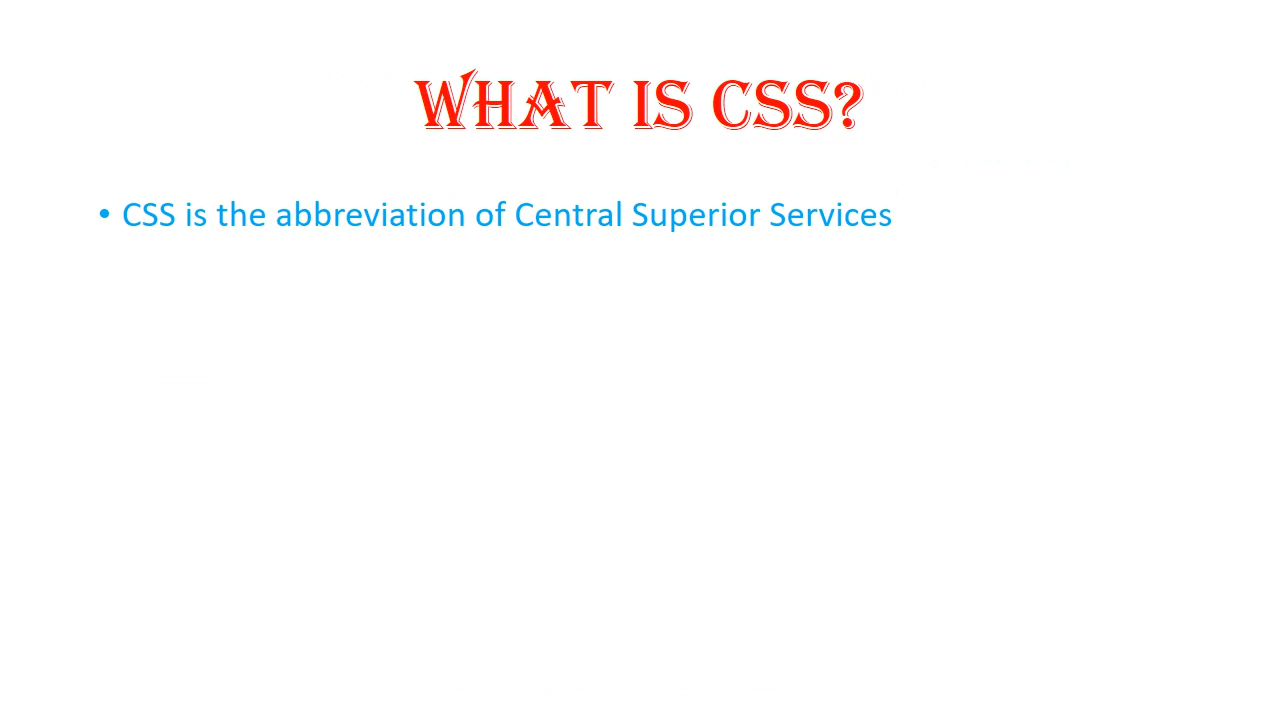 WHAT IS CSS?
• CSS is the abbreviation of Central Superior Services